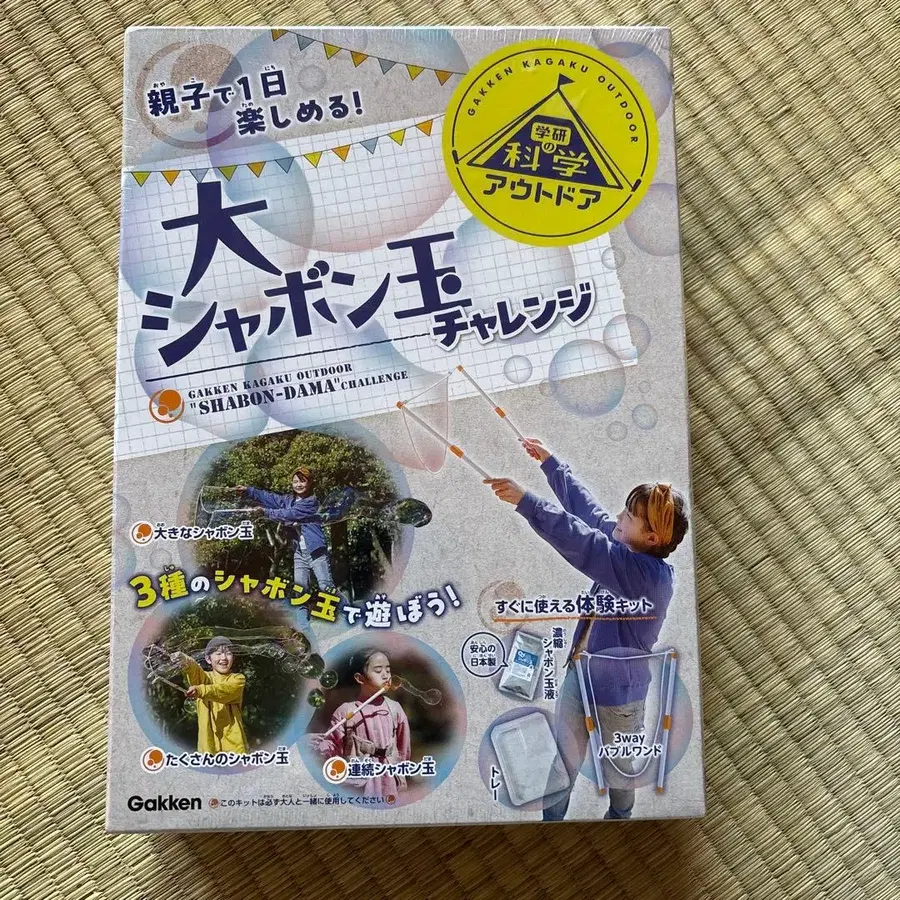 親子で1日
楽しめる!
GAKKEN KAGAKU OUTDOOR
学研
の
科学
アウトドア
大
シャボン玉
チャレンジ
GAKKEN KAGAKU OUTDOOR
"SHABON-DAMA" CHALLENGE
大きなシャボン玉
3種のシャボン玉で遊ぼう!
たくさんのシャボン玉
連続シャボン玉
すぐに使える体験キット
安心の
日本製
濃縮
シャボン玉液
トレー
3way
バブルワンド
Gakken
このキットは必ず大人と一緒に使用してください